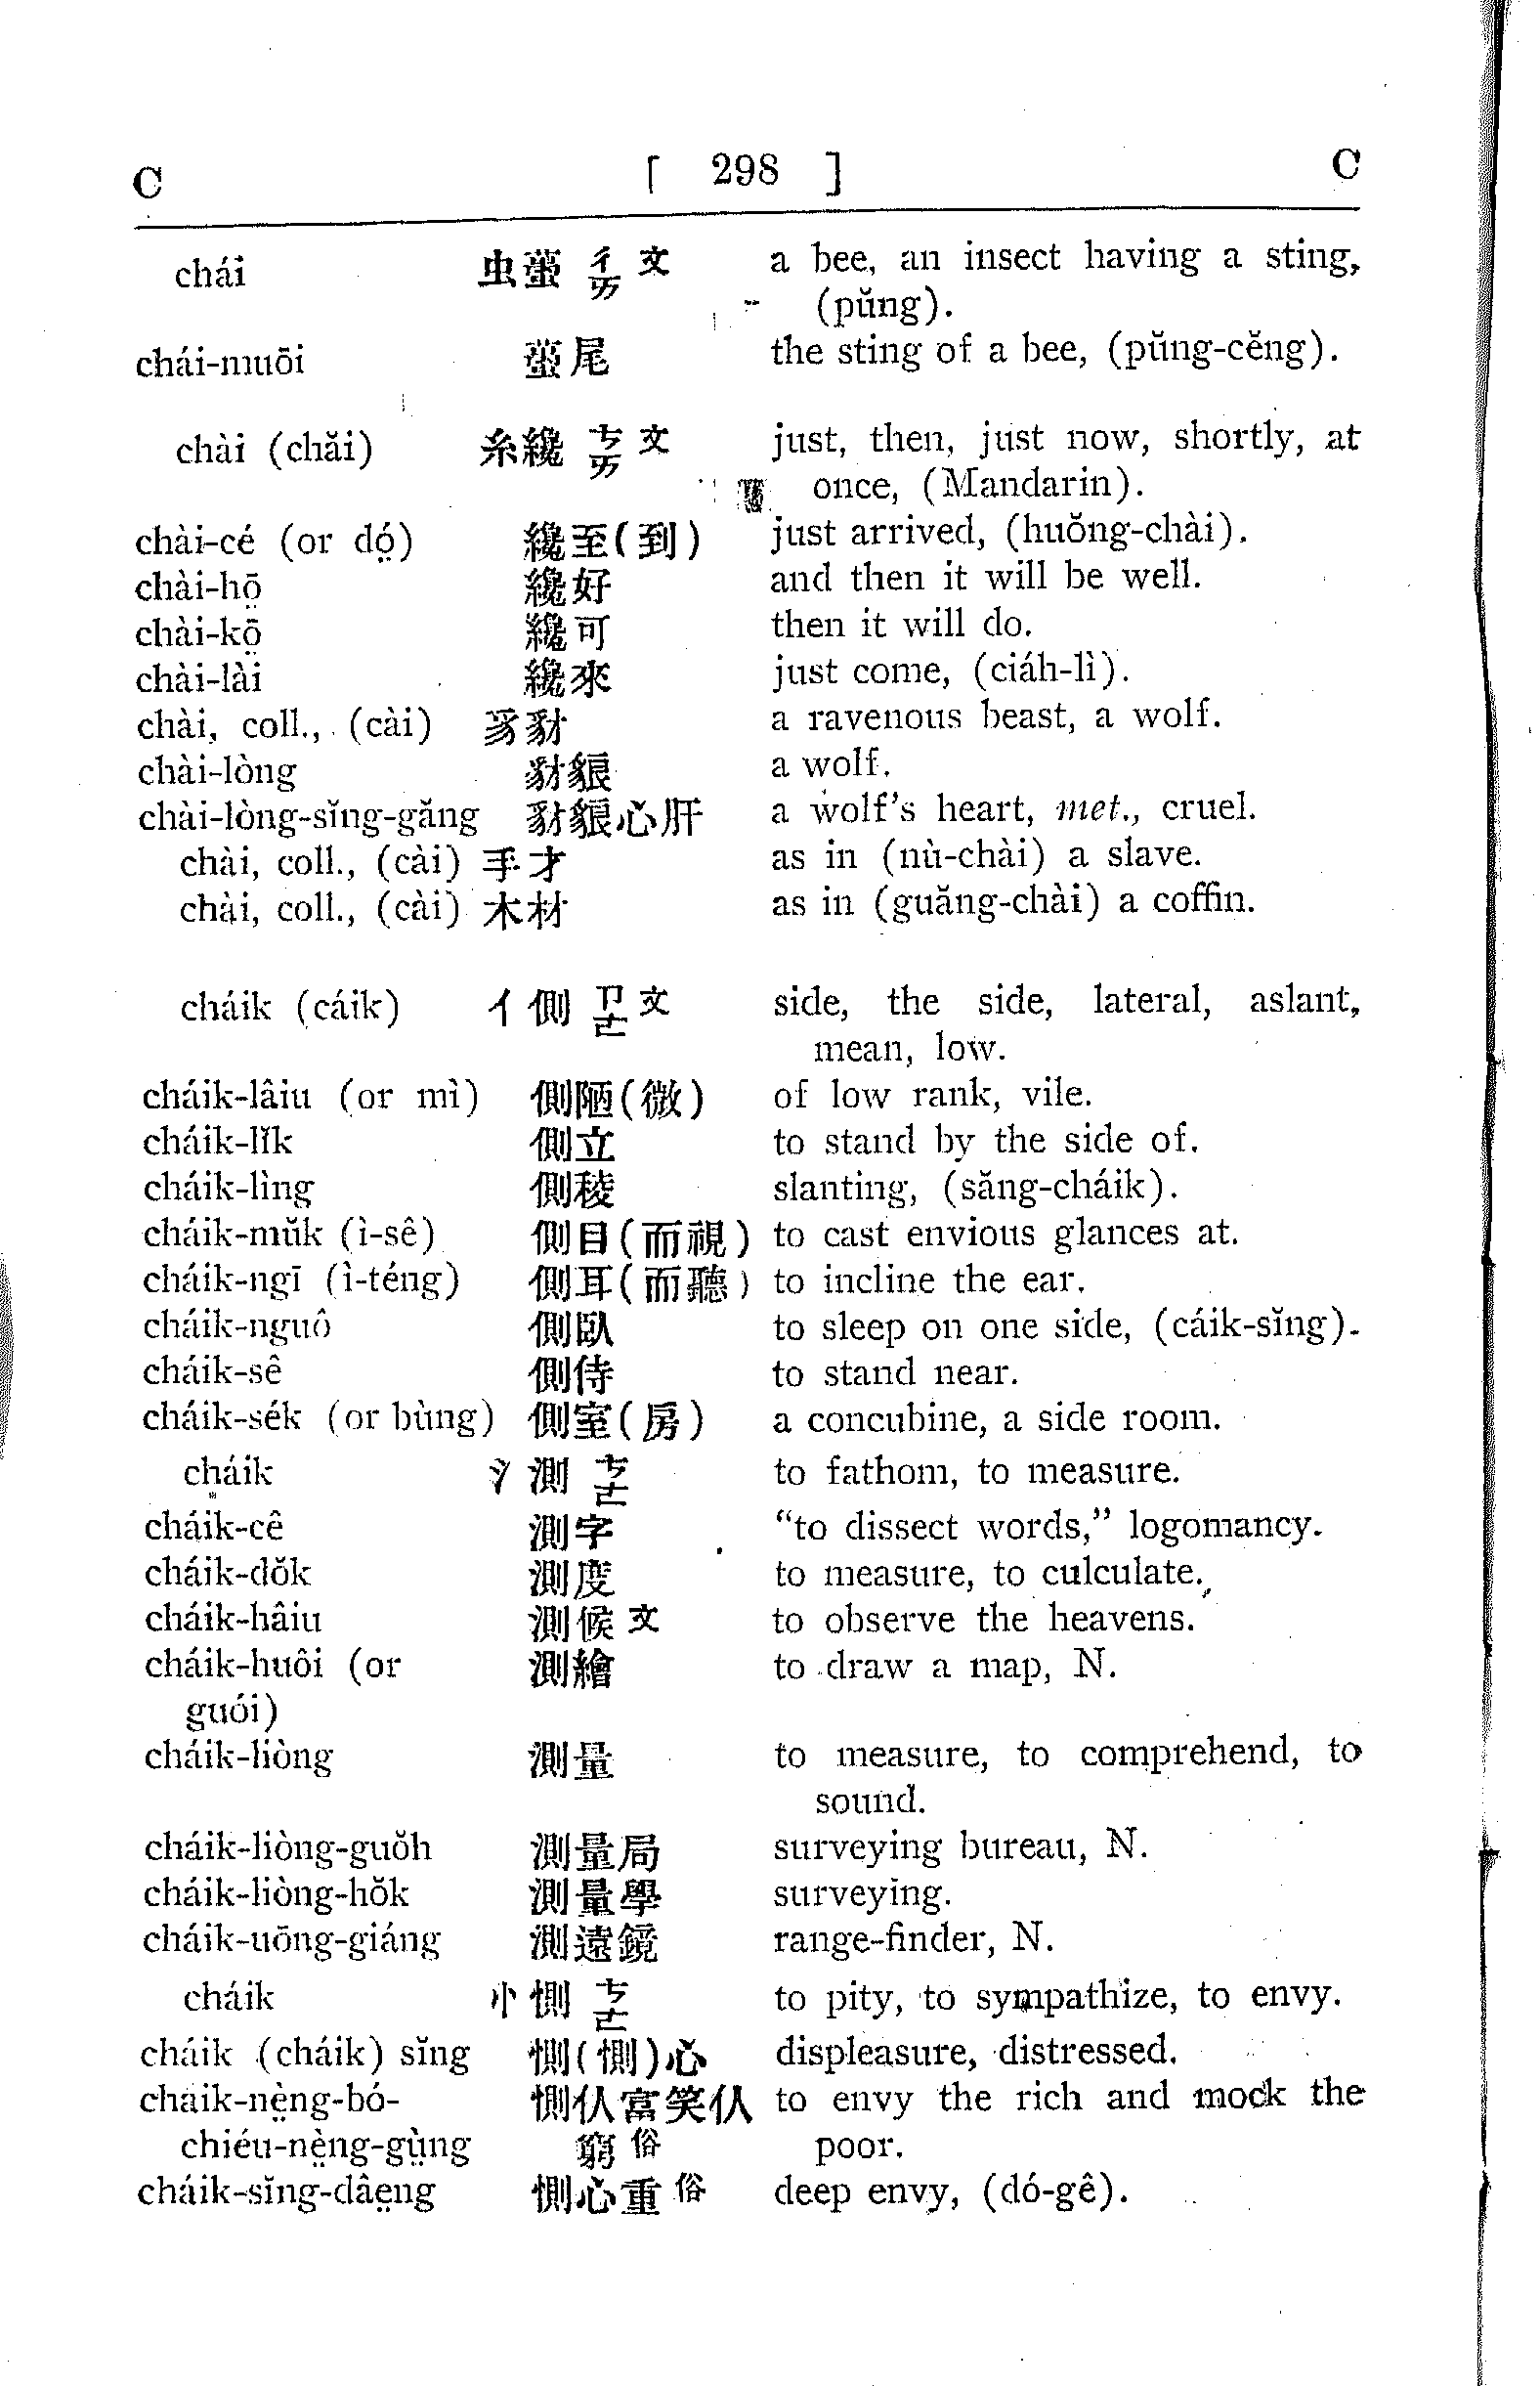 C [ 298 ] C
chái 虫蠆 ㄔㄞ 文 a bee, an insect having a sting,
(pŭng).
chái-muōi 蠆尾 the sting of a bee, (pŭng-cĕng).
chài (chăi) 糸纔 ㄘㄞ 文 just, then, just now, shortly, at
once, (Mandarin).
chài-cé (or dó̤) 纔至(到) just arrived, (huŏng-chài).
chài-hō̤ 纔好 and then it will be well.
chài-kō̤ 纔可 then it will do.
chài-lài 纔來 just come, (ciáh-lì).
chài, coll., (cài) 豸豺 a ravenous beast, a wolf.
chài-lòng 豺貇 a wolf.
chài-lòng-sĭng-găng 豺貇心肝 a wolf's heart, met., cruel.
chài, coll., (cài) 手才 as in (nù-chài) a slave.
chài, coll., (cài) 木材 as in (guăng-chài) a coffin.
cháik (cáik) 亻側 ㄗㄜ 文 side, the side, lateral, aslant,
mean, low.
cháik-lâiu (or mì) 側陋(微) of low rank, vile.
cháik-lĭk 側立 to stand by the side of.
cháik-lìng 側稜 slanting, (săng-cháik).
cháik-mŭk (ì-sê) 側目(而視) to cast envious glances at.
cháik-ngī (ì-téng) 側耳(而聽) to incline the ear.
cháik-nguô 側臥 to sleep on one side, (cáik-sĭng).
cháik-sê 側侍 to stand near.
cháik-sék (or bùng) 側室(房) a concubine, a side room.
cháik 氵測 ㄘㄜ to fathom, to measure.
cháik-cê 測字 “to dissect words,” logomancy.
cháik-dŏk 測度 to measure, to culculate.
cháik-hâiu 測候 文 to observe the heavens.
cháik-huôi (or 測繪 to draw a map, N.
guói)
cháik-liòng 測量 to measure, to comprehend, to
sound.
cháik-liòng-guŏh 測量局 surveying bureau, N.
cháik-liòng-hŏk 測量學 surveying.
cháik-uōng-giáng 測遠鏡 range-finder, N.
cháik 忄惻 ㄘㄜ to pity, to sympathize, to envy.
cháik (cháik) sĭng 惻(惻)心 displeasure, distressed.
cháik-nè̤ng-bó- 惻仈富笑仈 to envy the rich and mock the
chiéu-nè̤ng-gṳ̀ng 窮 俗 poor.
cháik-sĭng-dâe̤ng 惻心重 俗 deep envy, (dó-gê).